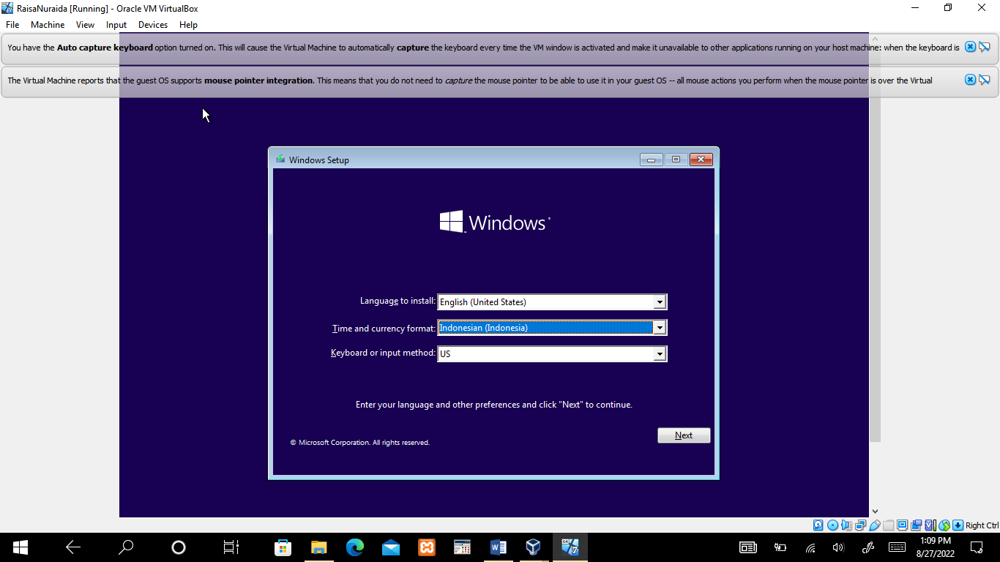 RaisaNuraida [Running] - Oracle VM VirtualBox
File Machine View Input Devices Help
You have the Auto capture keyboard option turned on. This will cause the Virtual Machine to automatically capture the keyboard every time the VM window is activated and make it unavailable to other applications running on your host machine: when the keyboard is
The Virtual Machine reports that the guest OS supports mouse pointer integration. This means that you do not need to capture the mouse pointer to be able to use it in your guest OS -- all mouse actions you perform when the mouse pointer is over the Virtual
Windows Setup
Windows
Language to install: English (United States)
Time and currency format: Indonesian (Indonesia)
Keyboard or input method: US
Enter your language and other preferences and click "Next" to continue.
Next
© Microsoft Corporation. All rights reserved.
Right Ctrl
1:09 PM
8/27/2022